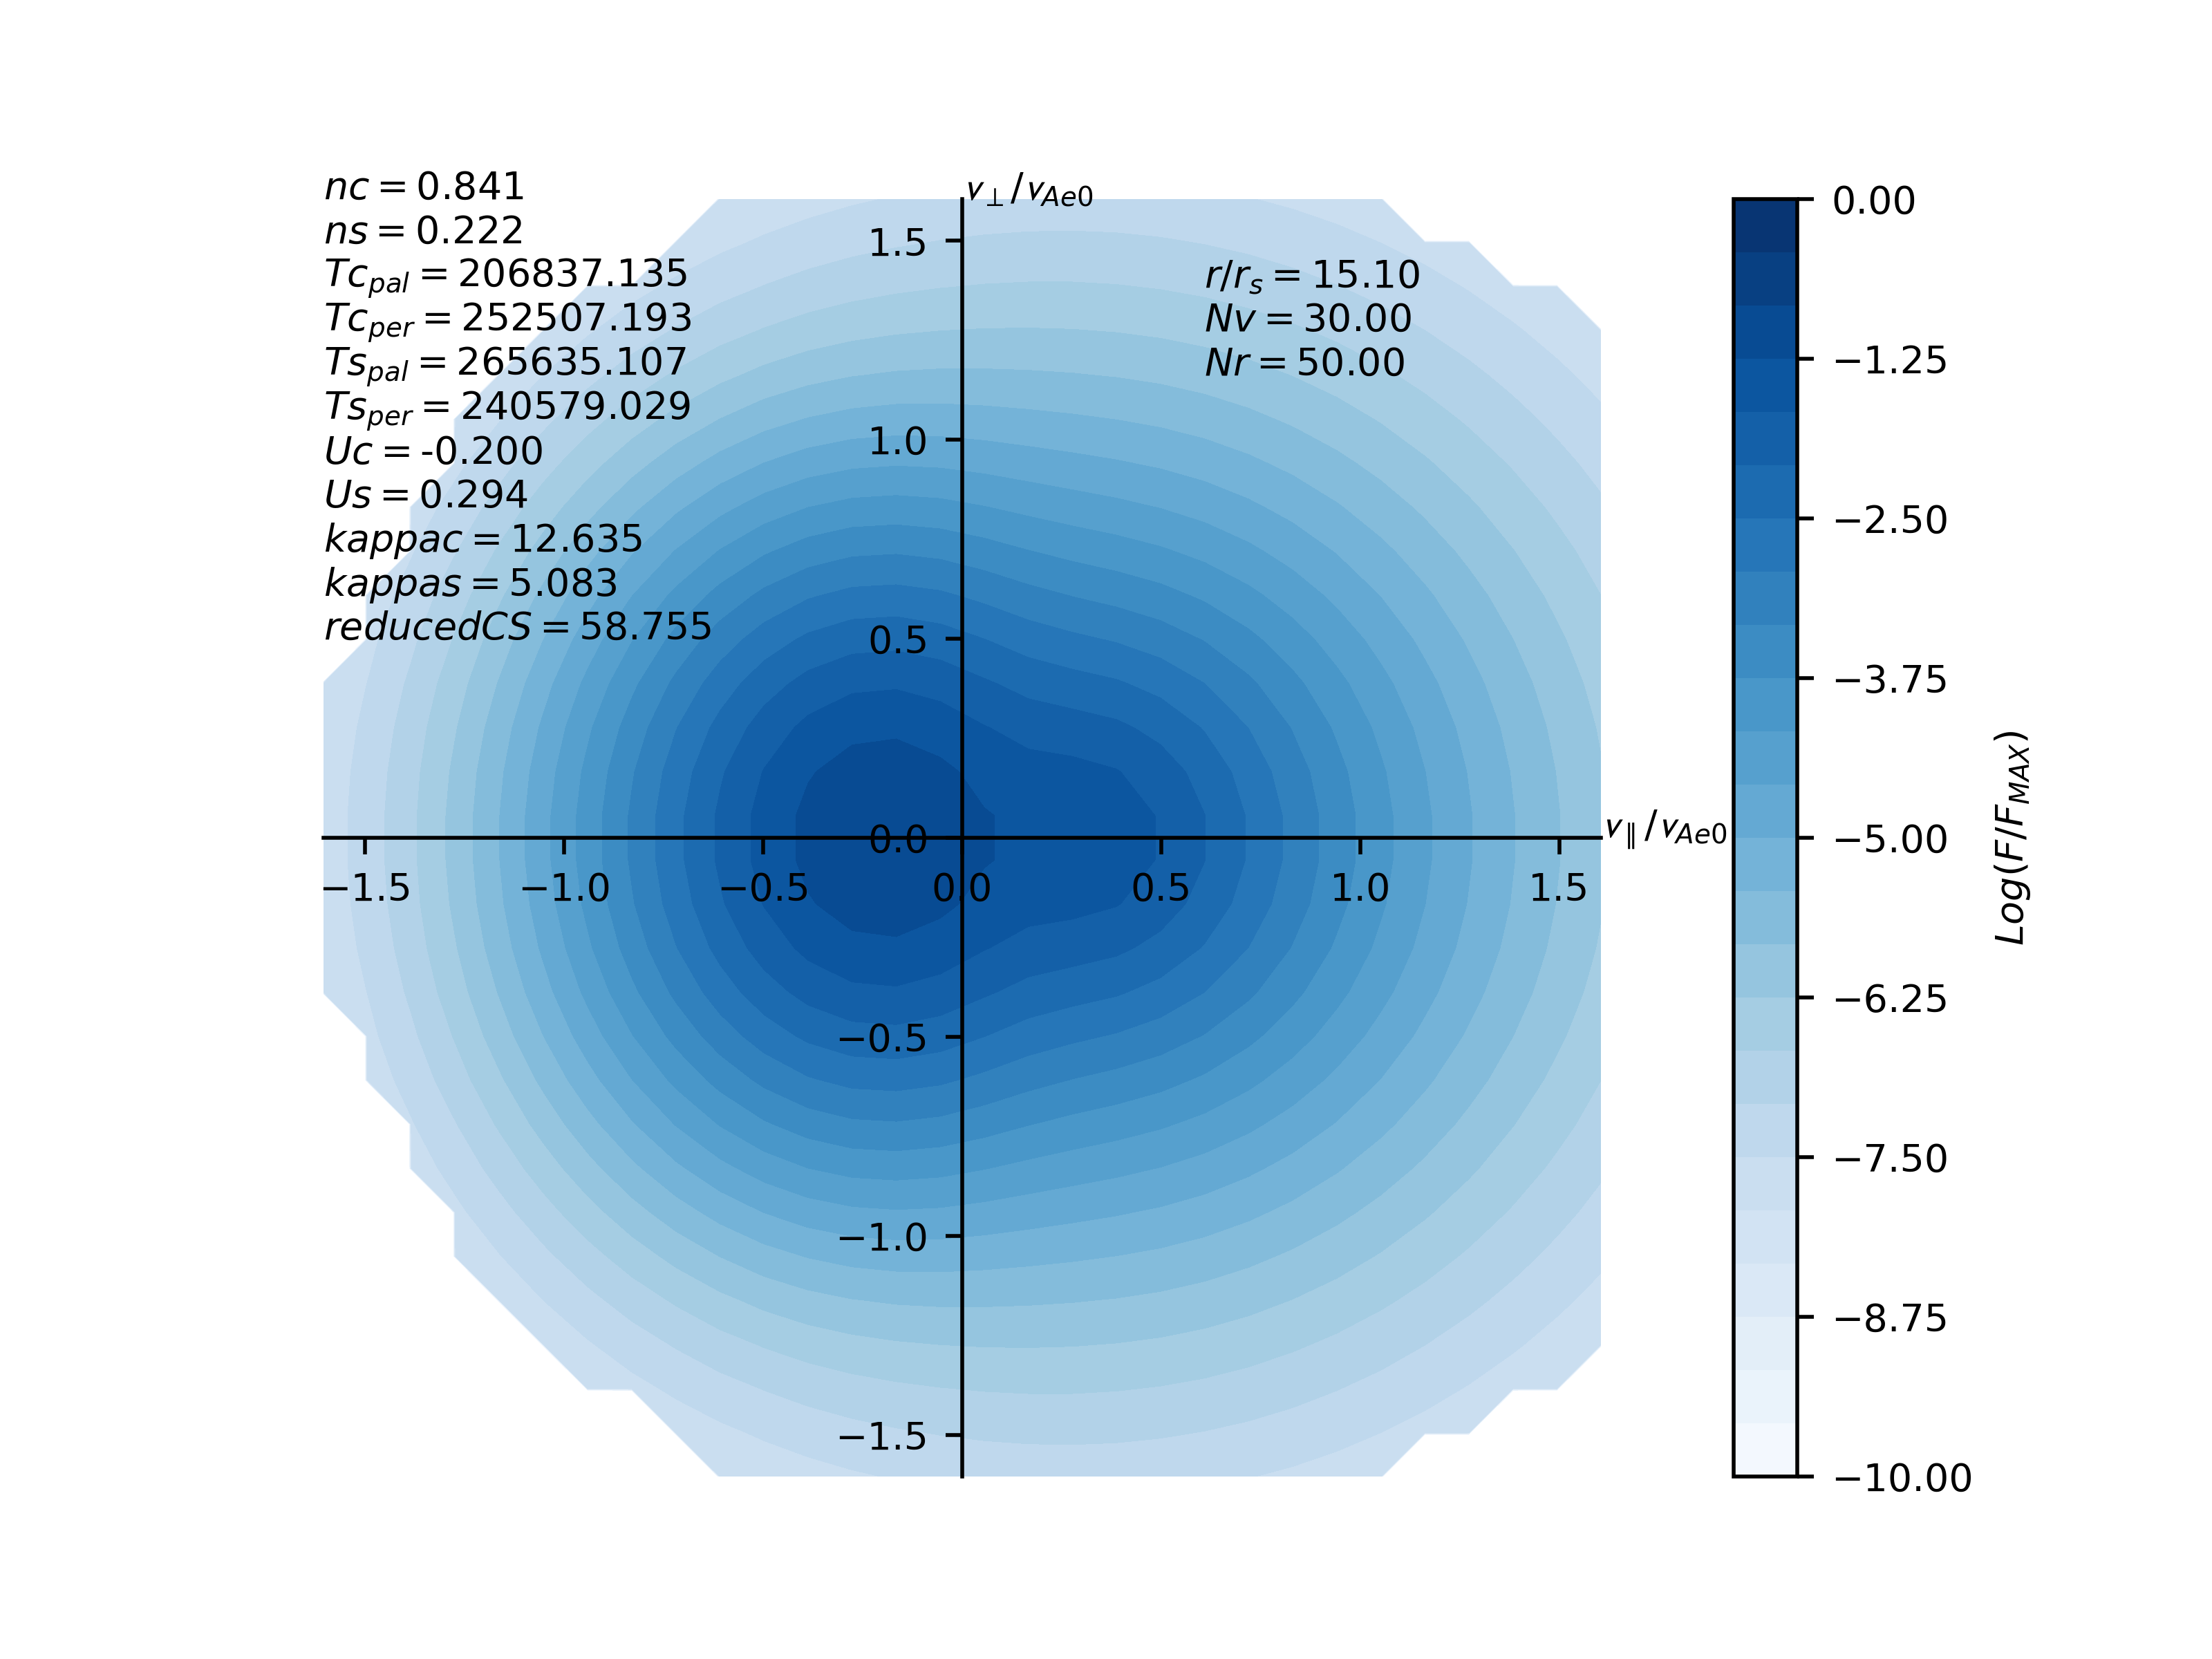 nc = 0.841
ns = 0.222
Tc_pal = 206837.135
Tc_per = 252507.193
Ts_pal = 265635.107
Ts_per = 240579.029
Uc = -0.200
Us = 0.294
kappac = 12.635
kappas = 5.083
reducedCS = 58.755
v⊥/v_Ae0
r/r_s = 15.10
Nv = 30.00
Nr = 50.00
1.5
1.0
0.5
0.0
−0.5
−1.0
−1.5
−1.5 −1.0 −0.5 0.0 0.5 1.0 1.5
v∥/v_Ae0
0.00
−1.25
−2.50
−3.75
−5.00
−6.25
−7.50
−8.75
−10.00
Log(F/F_MAX)